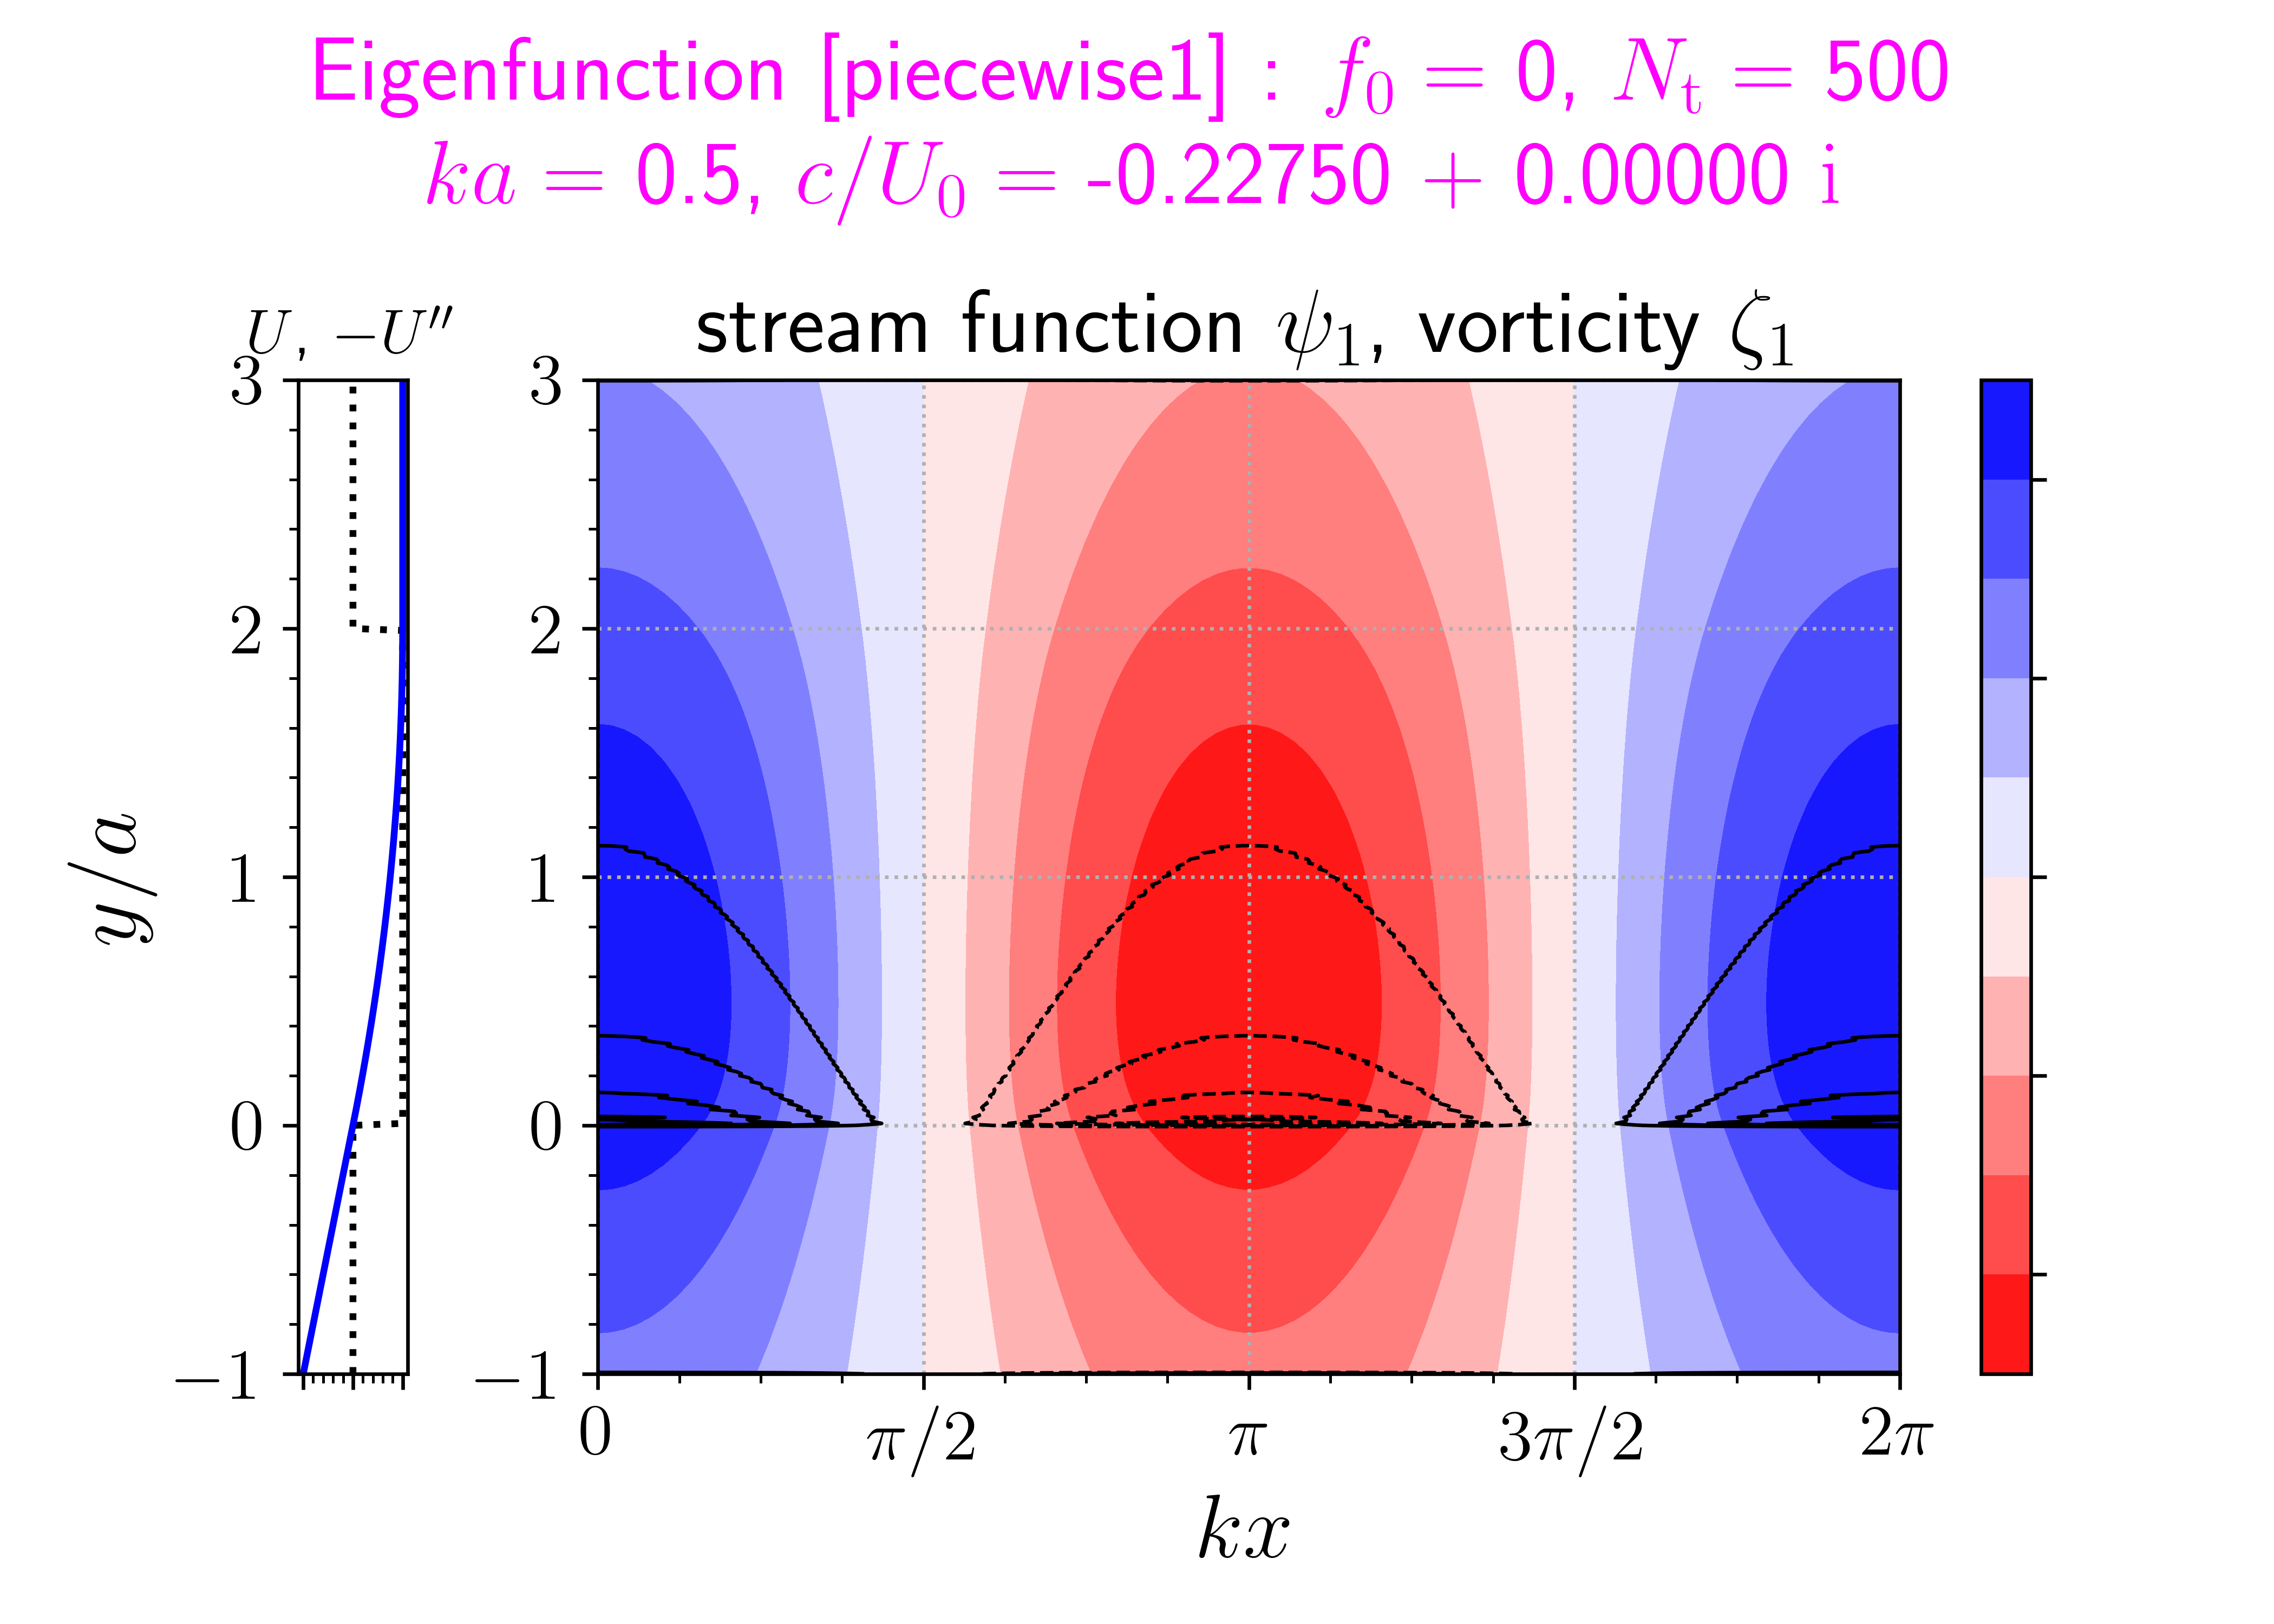 Eigenfunction [piecewise1] : f₀ = 0, Nₜ = 500
ka = 0.5, c/U₀ = -0.22750 + 0.00000 i
U, −U″
stream function ψ₁, vorticity ζ₁
3
2
1
0
−1
y/a
3
2
1
0
−1
0 π/2 π 3π/2 2π
kx